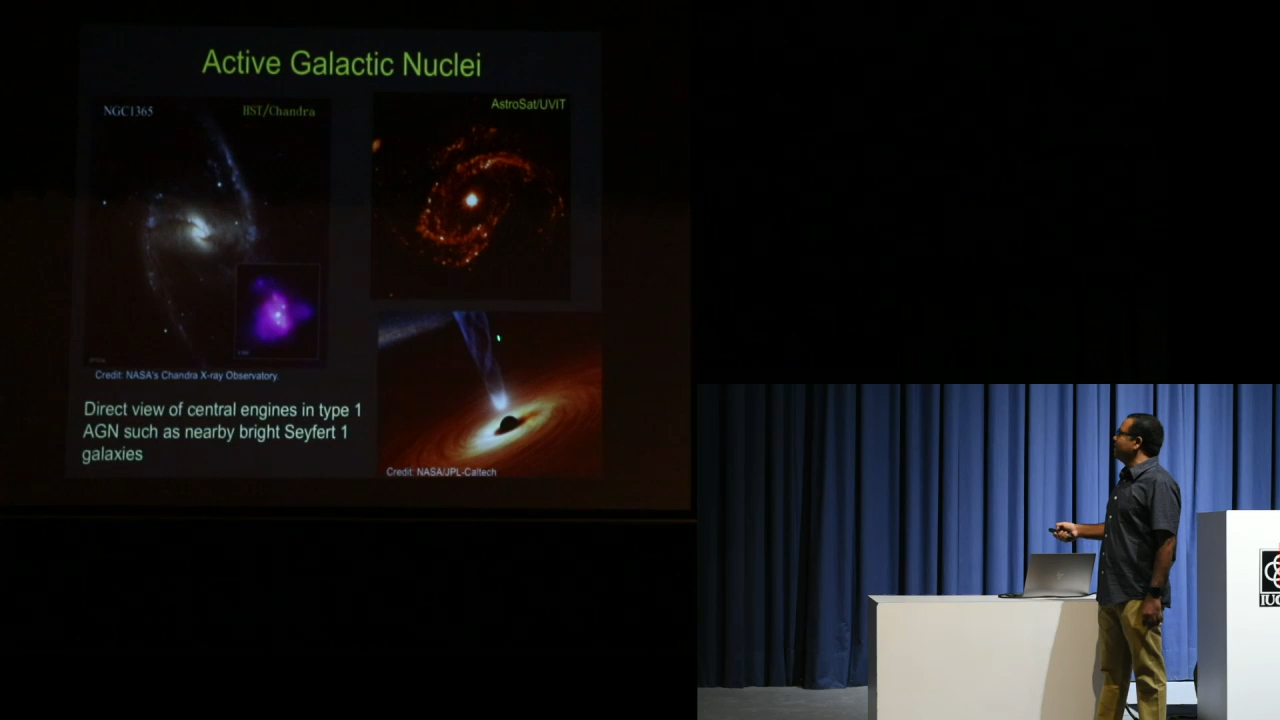 Active Galactic Nuclei
NGC1365
HST/Chandra
AstroSat/UVIT
Credit: NASA's Chandra X-ray Observatory.
Direct view of central engines in type 1
AGN such as nearby bright Seyfert 1
galaxies
Credit: NASA/JPL-Caltech